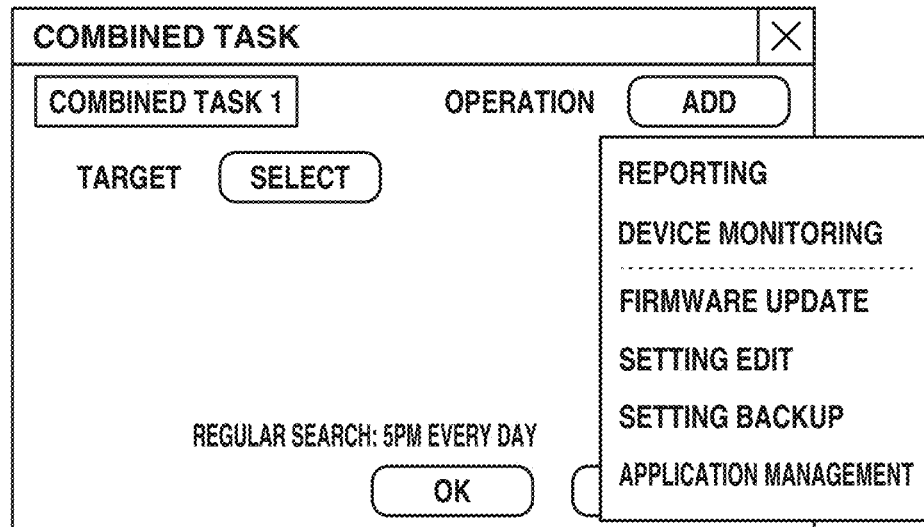 COMBINED TASK
COMBINED TASK 1
OPERATION
ADD
TARGET
SELECT
REPORTING
DEVICE MONITORING
FIRMWARE UPDATE
SETTING EDIT
SETTING BACKUP
APPLICATION MANAGEMENT
REGULAR SEARCH: 5PM EVERY DAY
OK